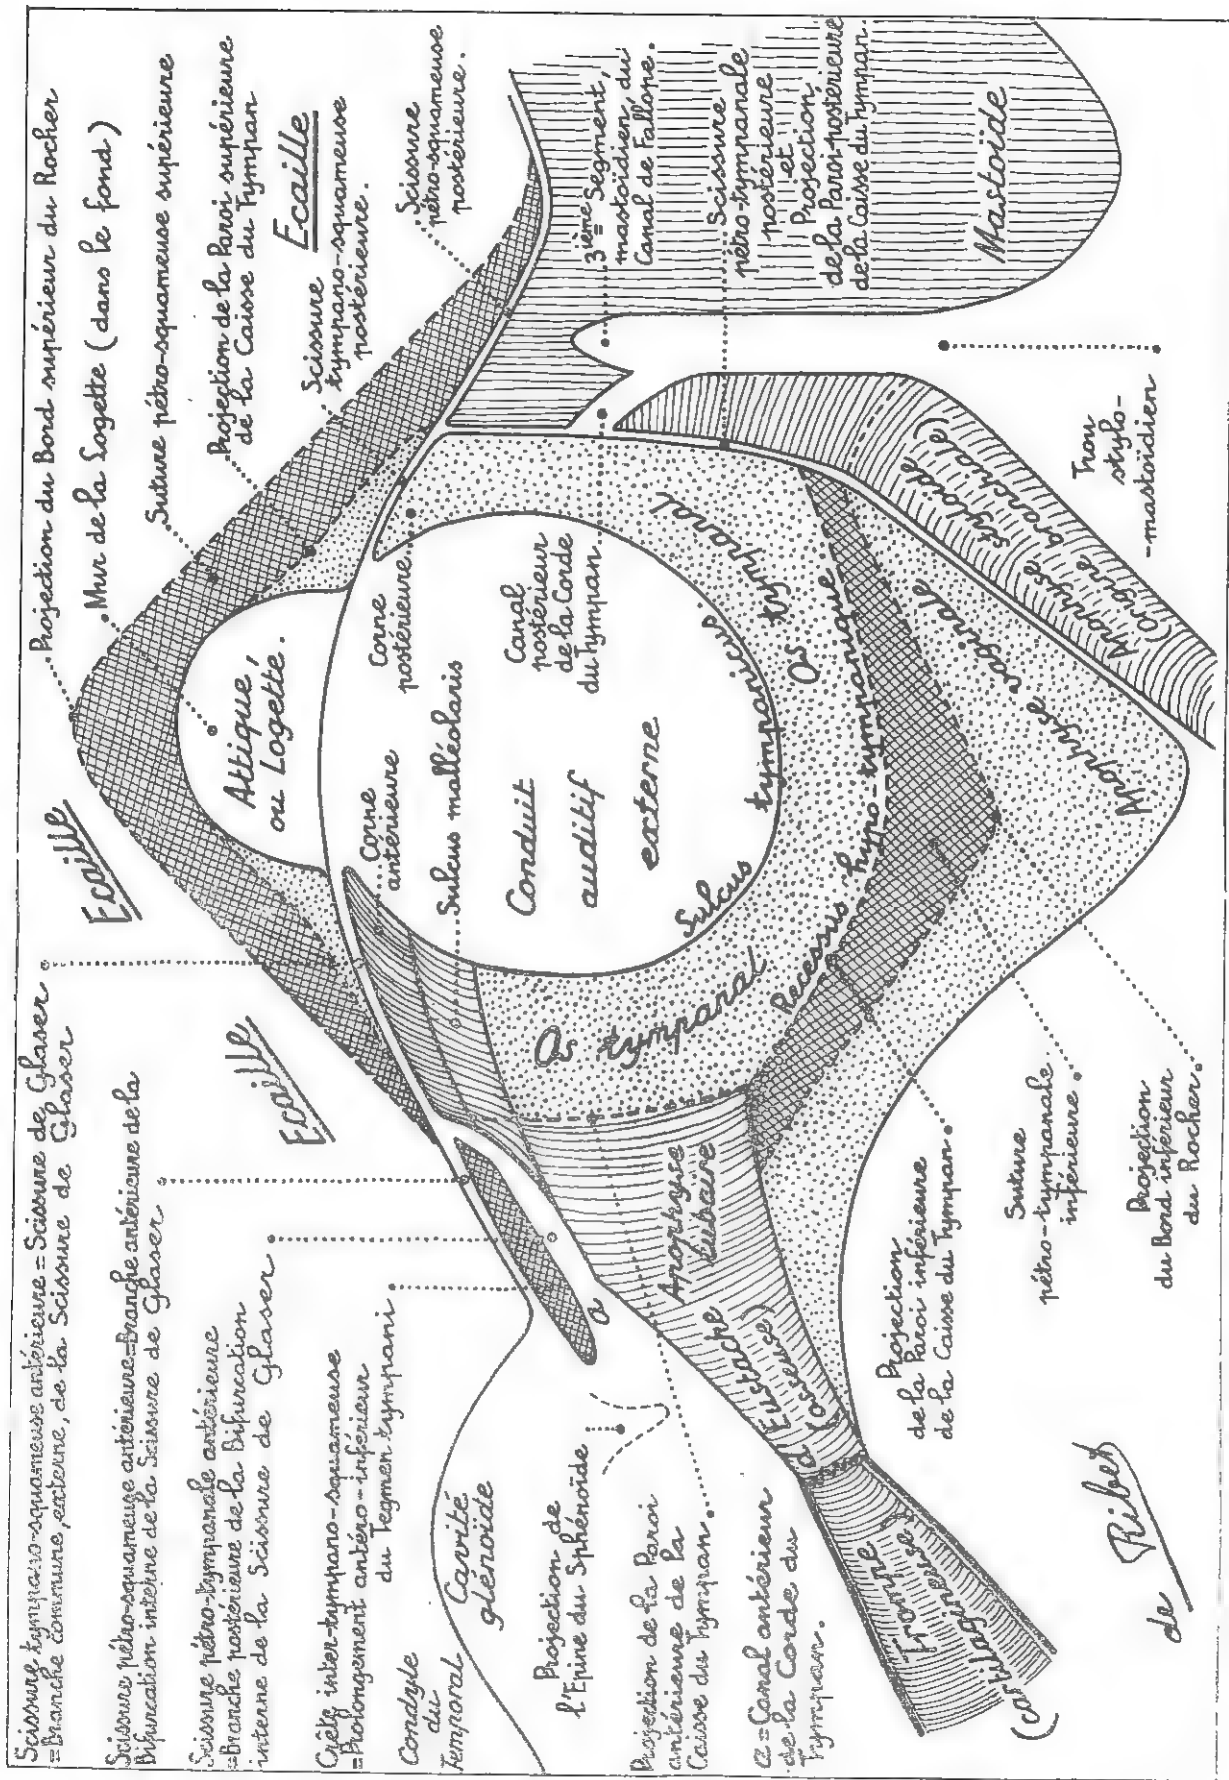 Scissure tympano-squameuse antérieure = Scissure de Glaser
= Branche commune, externe, de la Scissure de Glaser
Scissure pétro-squameuse antérieure = Branche antérieure de la
Bifurcation interne de la Scissure de Glaser
Scissure pétro-tympanale antérieure
= Branche postérieure de la Bifurcation
interne de la Scissure de Glaser
Crête inter-tympano-squameuse
= Prolongement antéro-inférieur
du Tegmen tympani
Condyle
du
Temporal
Cavité
glénoïde
Projection de
l'Epine du Sphénoïde
Projection de la Paroi
antérieure de la
Caisse du Tympan.
a = Canal antérieur
de la Corde du
Tympan.
Ecaille
Ecaille
Projection du Bord supérieur du Rocher
Mur de la Logette (dans le fond)
Suture pétro-squameuse supérieure
Projection de la Paroi supérieure
de la Caisse du Tympan
Ecaille
Scissure
tympano-squameuse
postérieure.
Scissure
pétro-squameuse
postérieure.
Attique,
ou Logette.
Corne
antérieure
Sulcus malléolaris
Corne
postérieure
Conduit
auditif
externe
Canal
postérieur
de la Corde
du Tympan
Sulcus tympanicus
Os tympanal
Os tympanal
Recessus hypo-tympanique
a
a
Apophyse
tubaire
Trompe d'Eustache
(cartilagineuse) (osseuse)
Apophyse vaginale
Apophyse styloïde
(origine branchiale)
3ième Segment,
mastoïdien, du
Canal de Fallope.
Scissure
pétro-tympanale
postérieure
et
Projection,
de la Paroi postérieure
de la Caisse du Tympan.
Mastoïde
Trou
stylo-
-mastoïdien
Projection
de la Paroi inférieure
de la Caisse du Tympan
Suture
pétro-tympanale
inférieure.
Projection
du Bord inférieur
du Rocher.
de Ribet